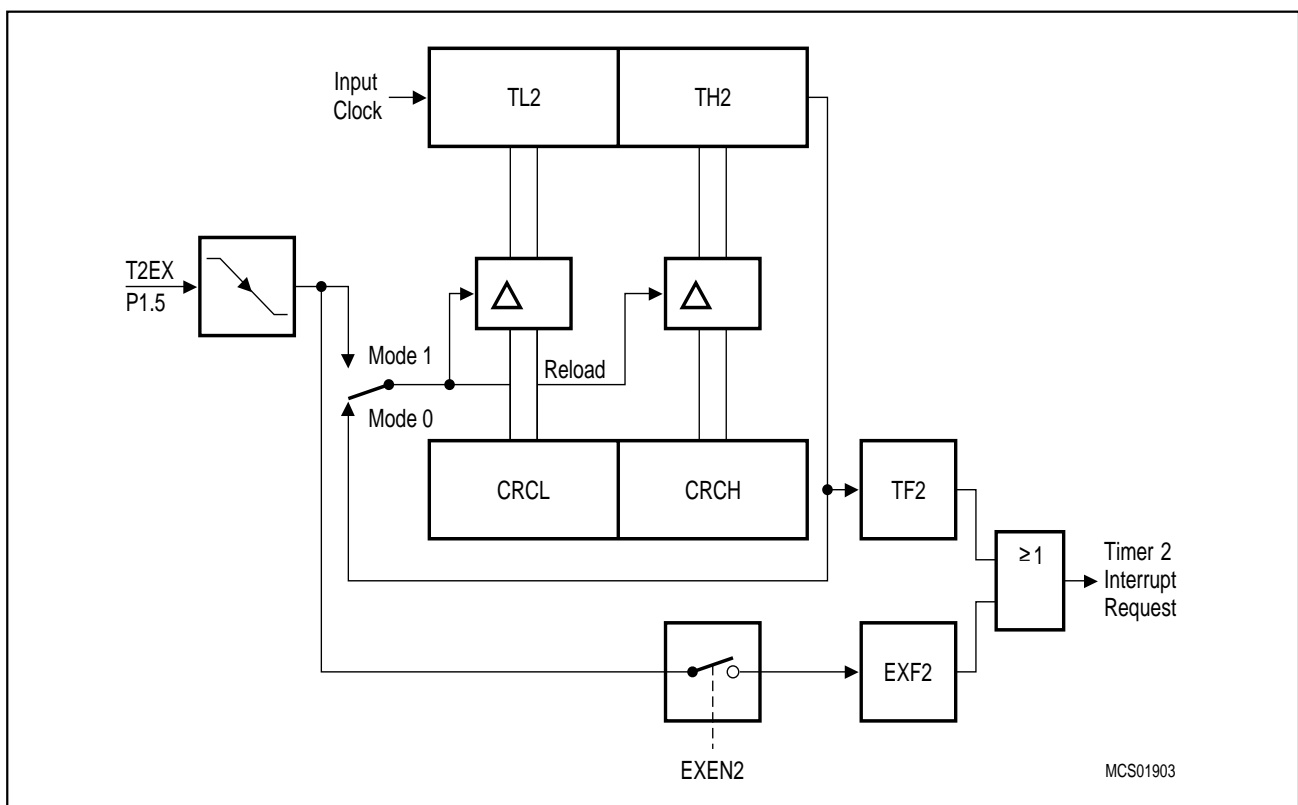 Input
Clock
TL2
TH2
T2EX
P1.5
Mode 1
Reload
Mode 0
CRCL
CRCH
TF2
≥1
Timer 2
Interrupt
Request
EXF2
EXEN2
MCS01903